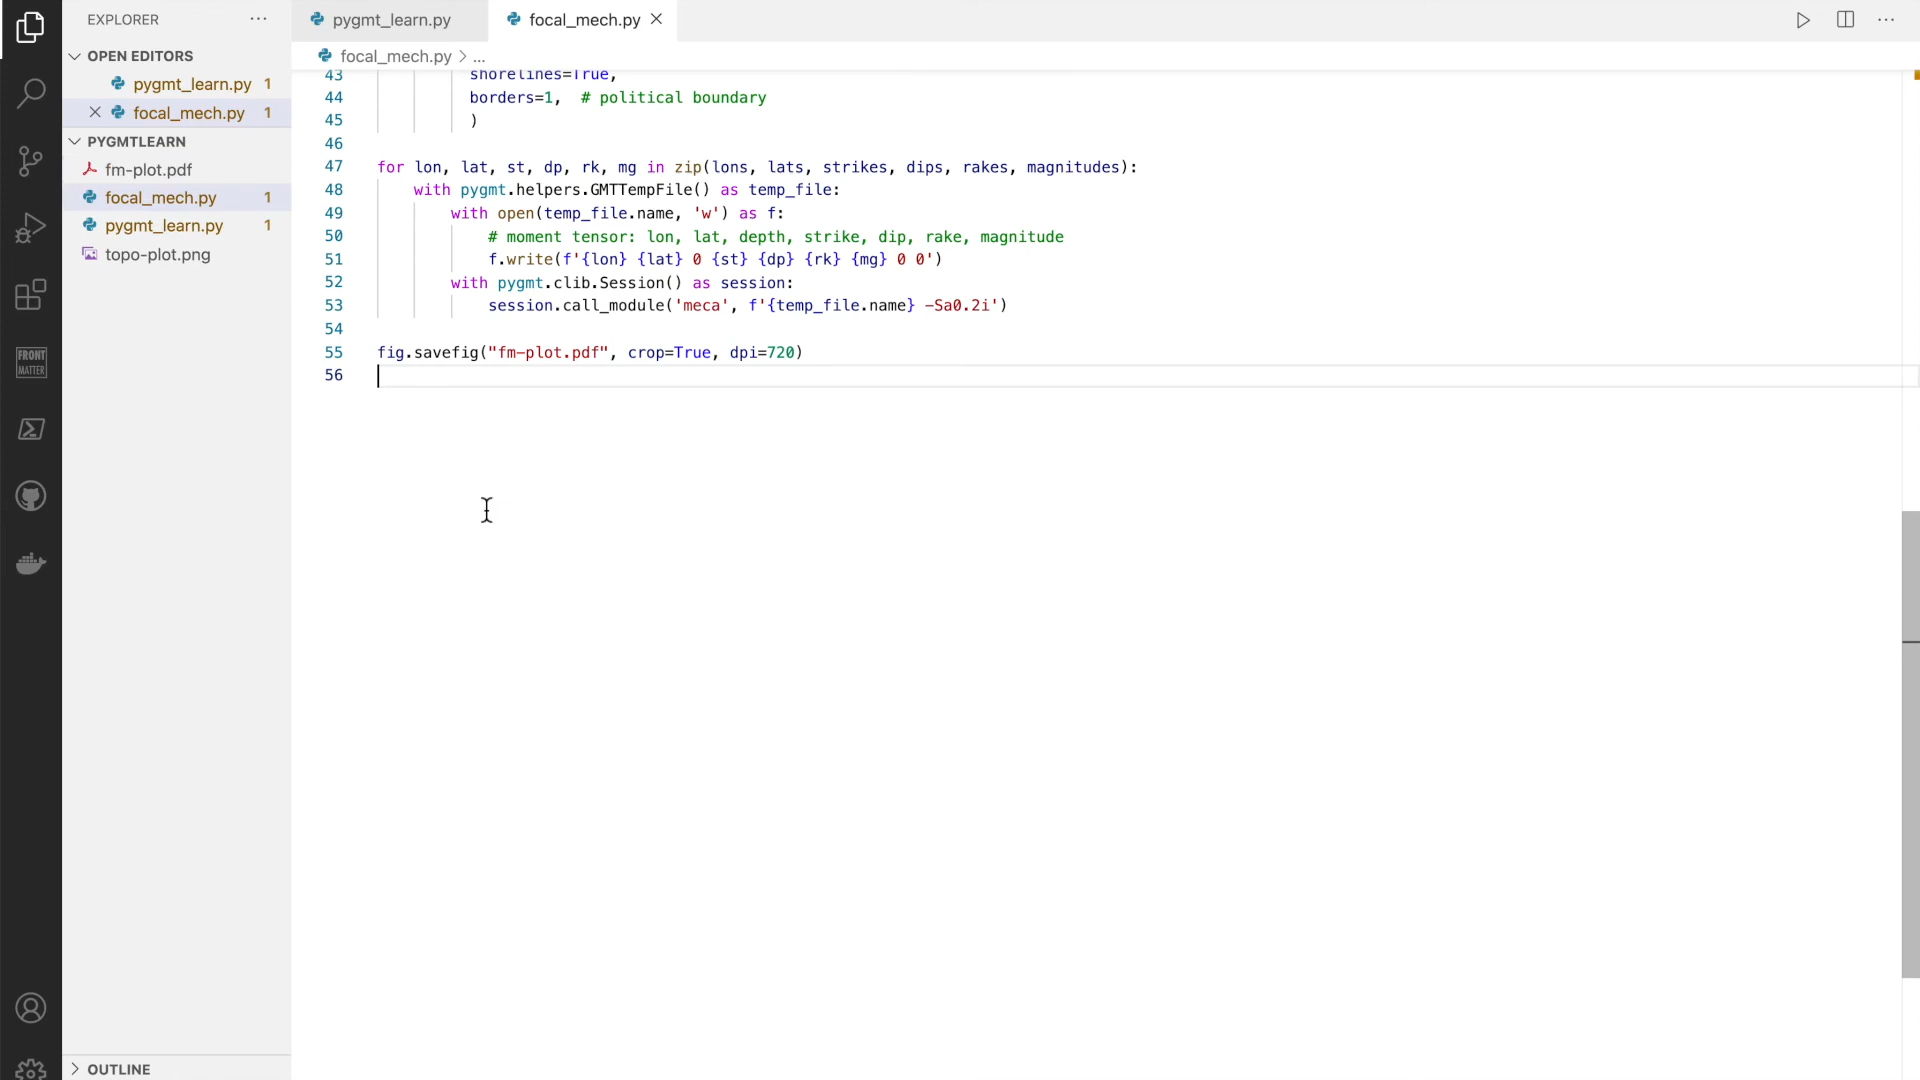 EXPLORER
OPEN EDITORS
pygmt_learn.py 1
focal_mech.py 1
PYGMTLEARN
fm-plot.pdf
focal_mech.py 1
pygmt_learn.py 1
topo-plot.png
OUTLINE
FRONT
MATTER
pygmt_learn.py
focal_mech.py
focal_mech.py > ...
43 shorelines=True,
44 borders=1,  # political boundary
45 )
46
47 for lon, lat, st, dp, rk, mg in zip(lons, lats, strikes, dips, rakes, magnitudes):
48 with pygmt.helpers.GMTTempFile() as temp_file:
49 with open(temp_file.name, 'w') as f:
50 # moment tensor: lon, lat, depth, strike, dip, rake, magnitude
51 f.write(f'{lon} {lat} 0 {st} {dp} {rk} {mg} 0 0')
52 with pygmt.clib.Session() as session:
53 session.call_module('meca', f'{temp_file.name} -Sa0.2i')
54
55 fig.savefig("fm-plot.pdf", crop=True, dpi=720)
56